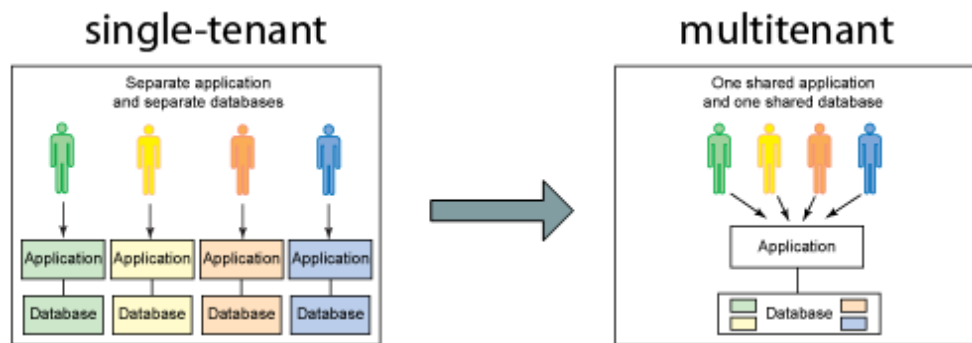 single-tenant
Separate application
and separate databases
Application
Application
Application
Application
Database
Database
Database
Database
multitenant
One shared application
and one shared database
Application
Database